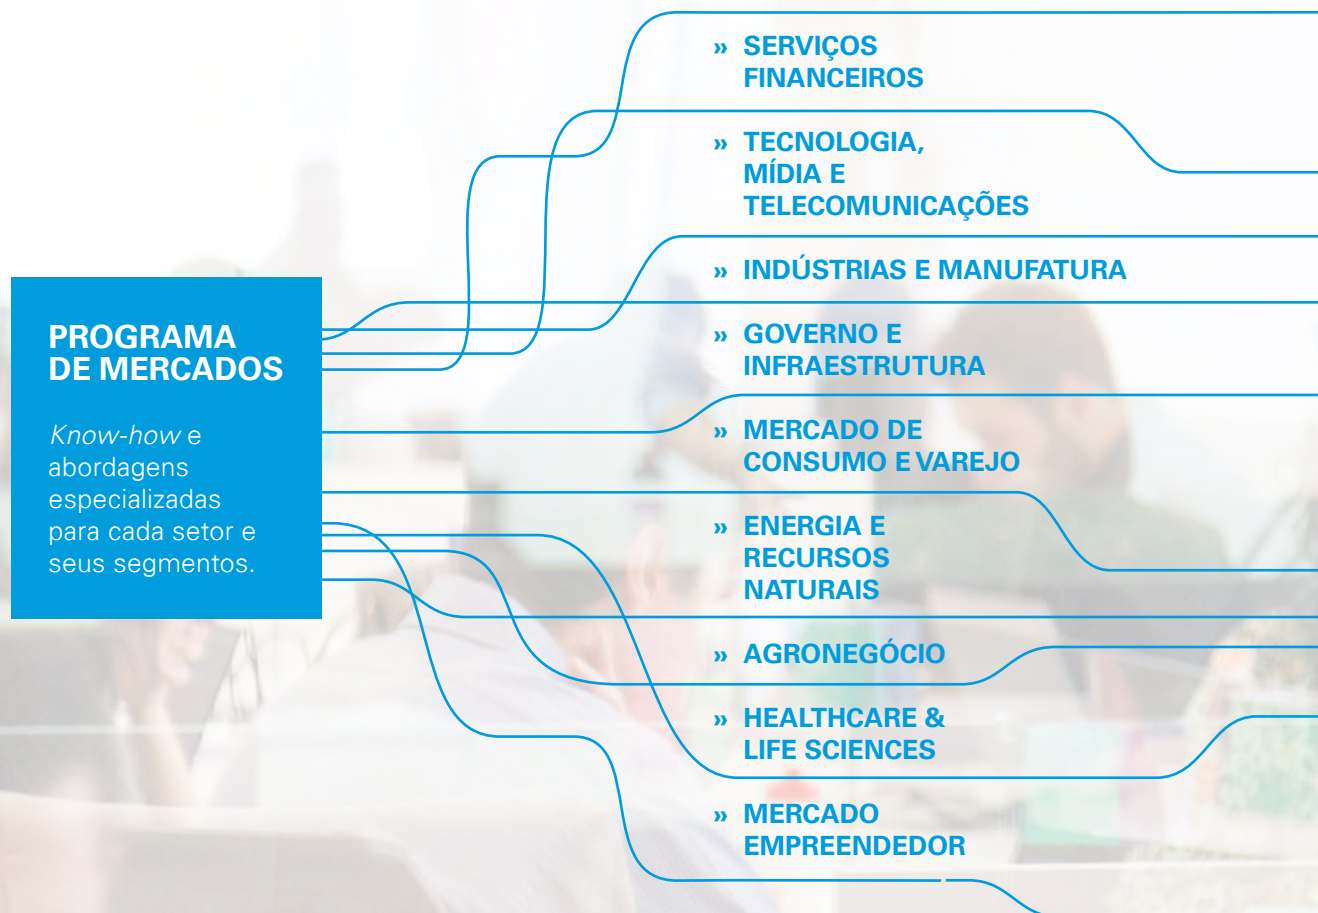 PROGRAMA
DE MERCADOS
Know-how e
abordagens
especializadas
para cada setor e
seus segmentos.
» SERVIÇOS
FINANCEIROS
» TECNOLOGIA,
MÍDIA E
TELECOMUNICAÇÕES
» INDÚSTRIAS E MANUFATURA
» GOVERNO E
INFRAESTRUTURA
» MERCADO DE
CONSUMO E VAREJO
» ENERGIA E
RECURSOS
NATURAIS
» AGRONEGÓCIO
» HEALTHCARE &
LIFE SCIENCES
» MERCADO
EMPREENDEDOR